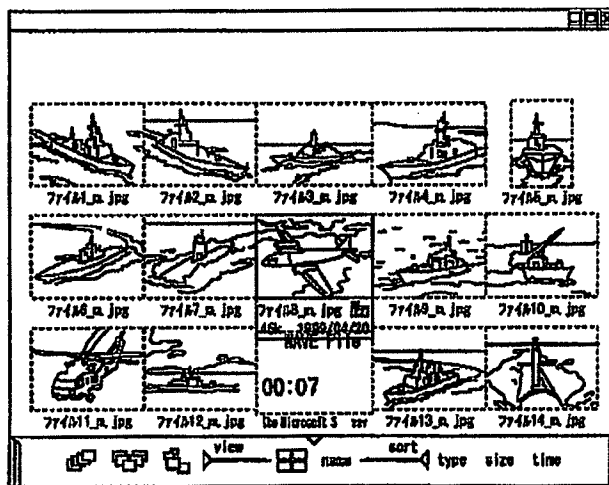 ファイル1_m.jpg ファイル2_m.jpg ファイル3_m.jpg ファイル4_m.jpg ファイル5_m.jpg
ファイル6_m.jpg ファイル7_m.jpg ファイル8_m.jpg ファイル9_m.jpg ファイル10_m.jpg
46k 1999/04/20
WAVE File
00:07
ファイル11_m.jpg ファイル12_m.jpg The Microsoft S ファイル13_m.jpg ファイル14_m.jpg
view name sort type size time